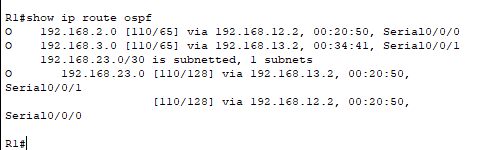 R1#show ip route ospf
O    192.168.2.0 [110/65] via 192.168.12.2, 00:20:50, Serial0/0/0
O    192.168.3.0 [110/65] via 192.168.13.2, 00:34:41, Serial0/0/1
     192.168.23.0/30 is subnetted, 1 subnets
O       192.168.23.0 [110/128] via 192.168.13.2, 00:20:50,
Serial0/0/1
                     [110/128] via 192.168.12.2, 00:20:50,
Serial0/0/0
R1#